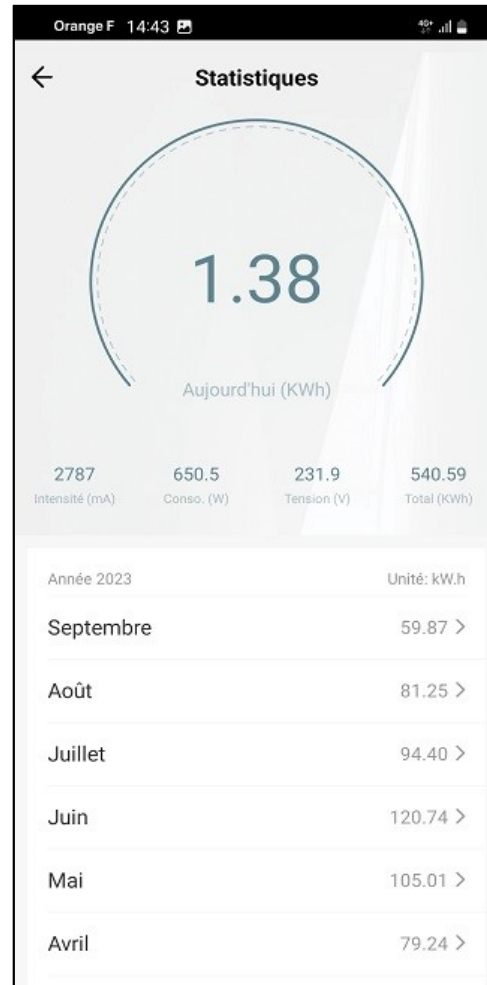 Orange F 14:43
Statistiques
1.38
Aujourd'hui (KWh)
2787 650.5 231.9 540.59
Intensité (mA) Conso. (W) Tension (V) Total (KWh)
Année 2023 Unité: kW.h
Septembre 59.87 >
Août 81.25 >
Juillet 94.40 >
Juin 120.74 >
Mai 105.01 >
Avril 79.24 >